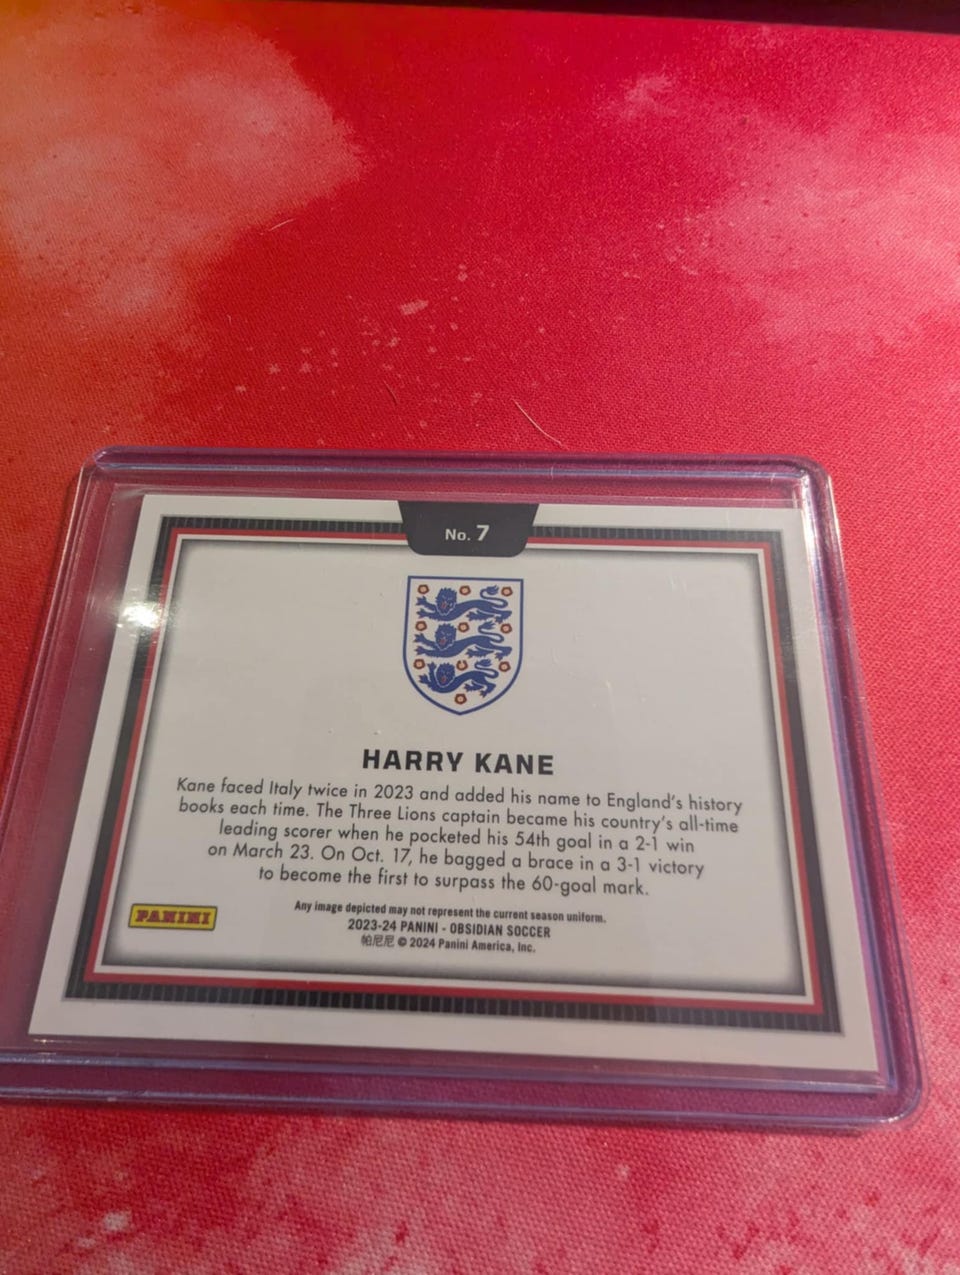 No. 7
HARRY KANE
Kane faced Italy twice in 2023 and added his name to England's history
books each time. The Three Lions captain became his country's all-time
leading scorer when he pocketed his 54th goal in a 2-1 win
on March 23. On Oct. 17, he bagged a brace in a 3-1 victory
to become the first to surpass the 60-goal mark.
PANINI
Any image depicted may not represent the current season uniform.
2023-24 PANINI - OBSIDIAN SOCCER
帕尼尼 © 2024 Panini America, Inc.